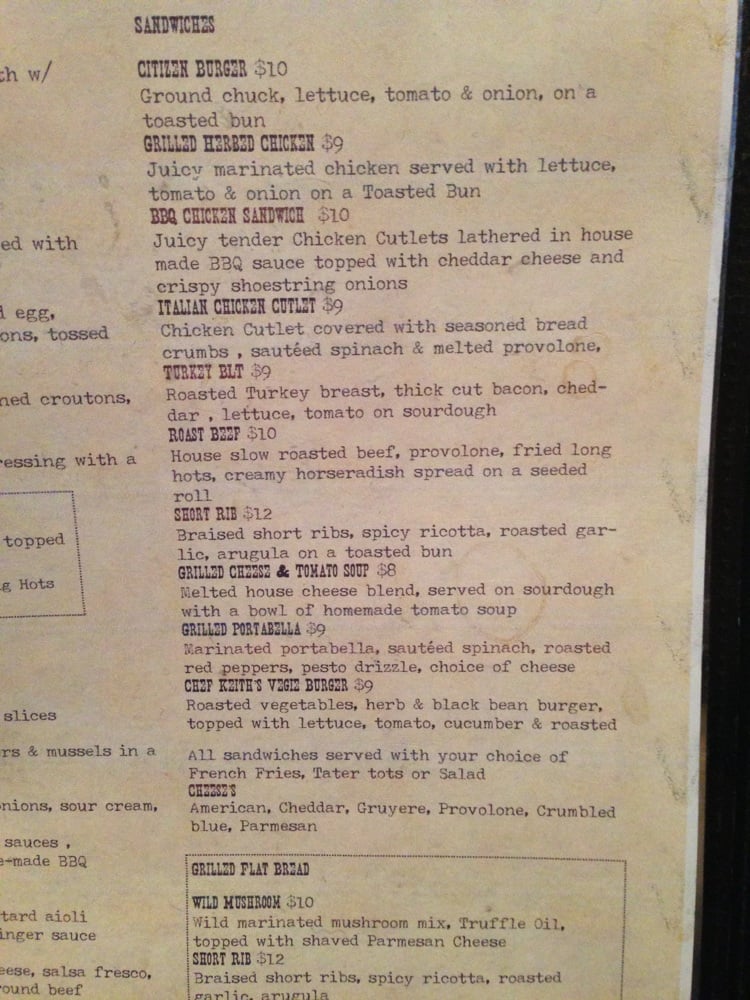 SANDWICHES
th w/
CITIZEN BURGER $10
Ground chuck, lettuce, tomato & onion, on a
toasted bun
GRILLED HERBED CHICKEN $9
Juicy marinated chicken served with lettuce,
tomato & onion on a Toasted Bun
BBQ CHICKEN SANDWICH $10
Juicy tender Chicken Cutlets lathered in house
made BBQ sauce topped with cheddar cheese and
crispy shoestring onions
ITALIAN CHICKEN CUTLET $9
Chicken Cutlet covered with seasoned bread
crumbs , sautéed spinach & melted provolone,
TURKEY BLT $9
Roasted Turkey breast, thick cut bacon, ched-
dar , lettuce, tomato on sourdough
ROAST BEEF $10
House slow roasted beef, provolone, fried long
hots, creamy horseradish spread on a seeded
roll
SHORT RIB $12
Braised short ribs, spicy ricotta, roasted gar-
lic, arugula on a toasted bun
GRILLED CHEESE & TOMATO SOUP $8
Melted house cheese blend, served on sourdough
with a bowl of homemade tomato soup
GRILLED PORTABELLA $9
Marinated portabella, sautéed spinach, roasted
red peppers, pesto drizzle, choice of cheese
CHEF KEITH'S VEGIE BURGER $9
Roasted vegetables, herb & black bean burger,
topped with lettuce, tomato, cucumber & roasted
All sandwiches served with your choice of
French Fries, Tater tots or Salad
CHEESE'S
American, Cheddar, Gruyere, Provolone, Crumbled
blue, Parmesan
GRILLED FLAT BREAD
WILD MUSHROOM $10
Wild marinated mushroom mix, Truffle Oil,
topped with shaved Parmesan Cheese
SHORT RIB $12
Braised short ribs, spicy ricotta, roasted
garlic, arugula
ed with
d egg,
ons, tossed
ned croutons,
ressing with a
topped
g Hots
slices
rs & mussels in a
nions, sour cream,
sauces ,
e-made BBQ
tard aioli
inger sauce
eese, salsa fresco,
round beef